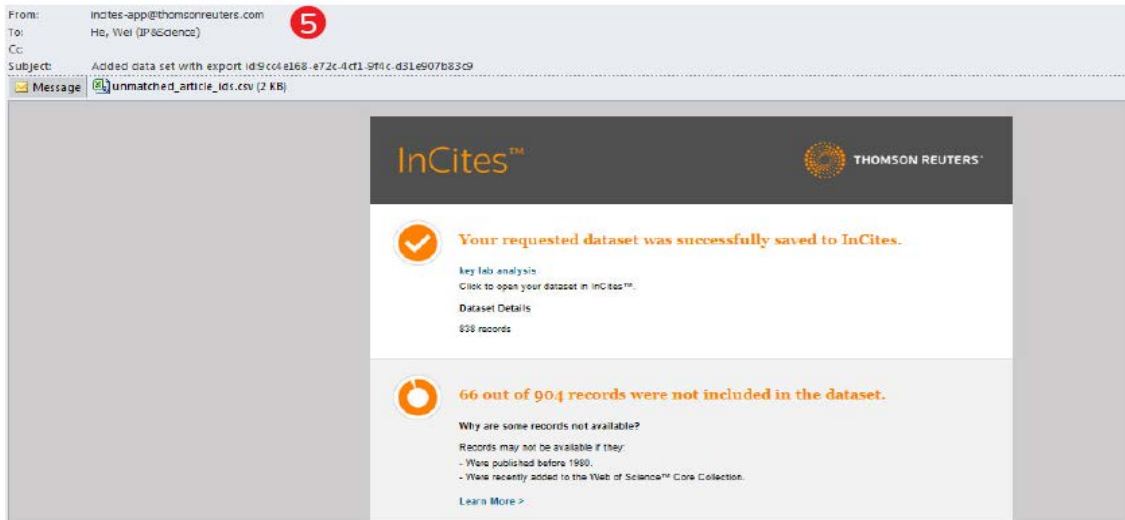 From: incites-app@thomsonreuters.com
5
To: He, Wei (IP&Science)
Cc:
Subject: Added data set with export id:9cc4e168-e72c-4cf1-9f4c-d31e907b83c9
Message unmatched_article_ids.csv (2 KB)
InCites™
THOMSON REUTERS
Your requested dataset was successfully saved to InCites.
key lab analysis
Click to open your dataset in InCites™.
Dataset Details
838 records
66 out of 904 records were not included in the dataset.
Why are some records not available?
Records may not be available if they:
- Were published before 1980.
- Were recently added to the Web of Science™ Core Collection.
Learn More >